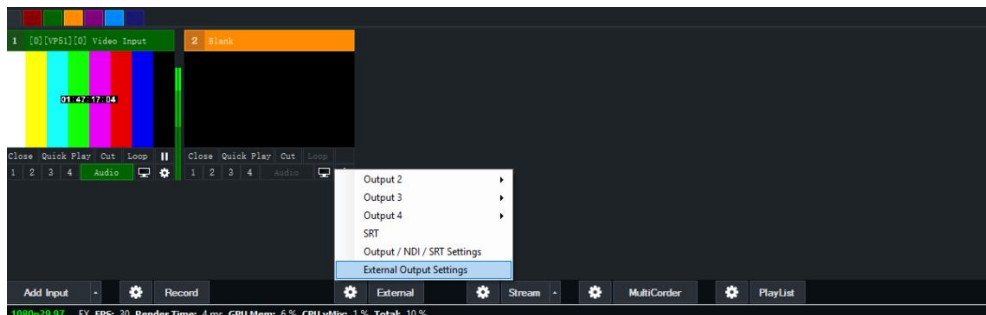 1 [0][VP51][0] Video Input 2 Blank
01:47:17:04
Close Quick Play Cut Loop Close Quick Play Cut Loop
1 2 3 4 Audio 1 2 3 4 Audio
Output 2
Output 3
Output 4
SRT
Output / NDI / SRT Settings
External Output Settings
Add Input Record External Stream MultiCorder PlayList
1080p29.97 EX FPS: 30 Render Time: 4 ms GPU Mem: 6 % CPU vMix: 1 % Total: 10 %